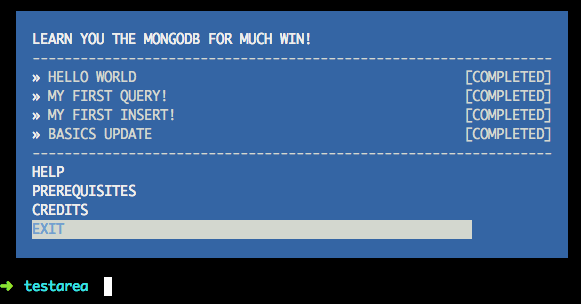 LEARN YOU THE MONGODB FOR MUCH WIN!
----------------------------------------------------------------
» HELLO WORLD [COMPLETED]
» MY FIRST QUERY! [COMPLETED]
» MY FIRST INSERT! [COMPLETED]
» BASICS UPDATE [COMPLETED]
----------------------------------------------------------------
HELP
PREREQUISITES
CREDITS
EXIT
➜ testarea